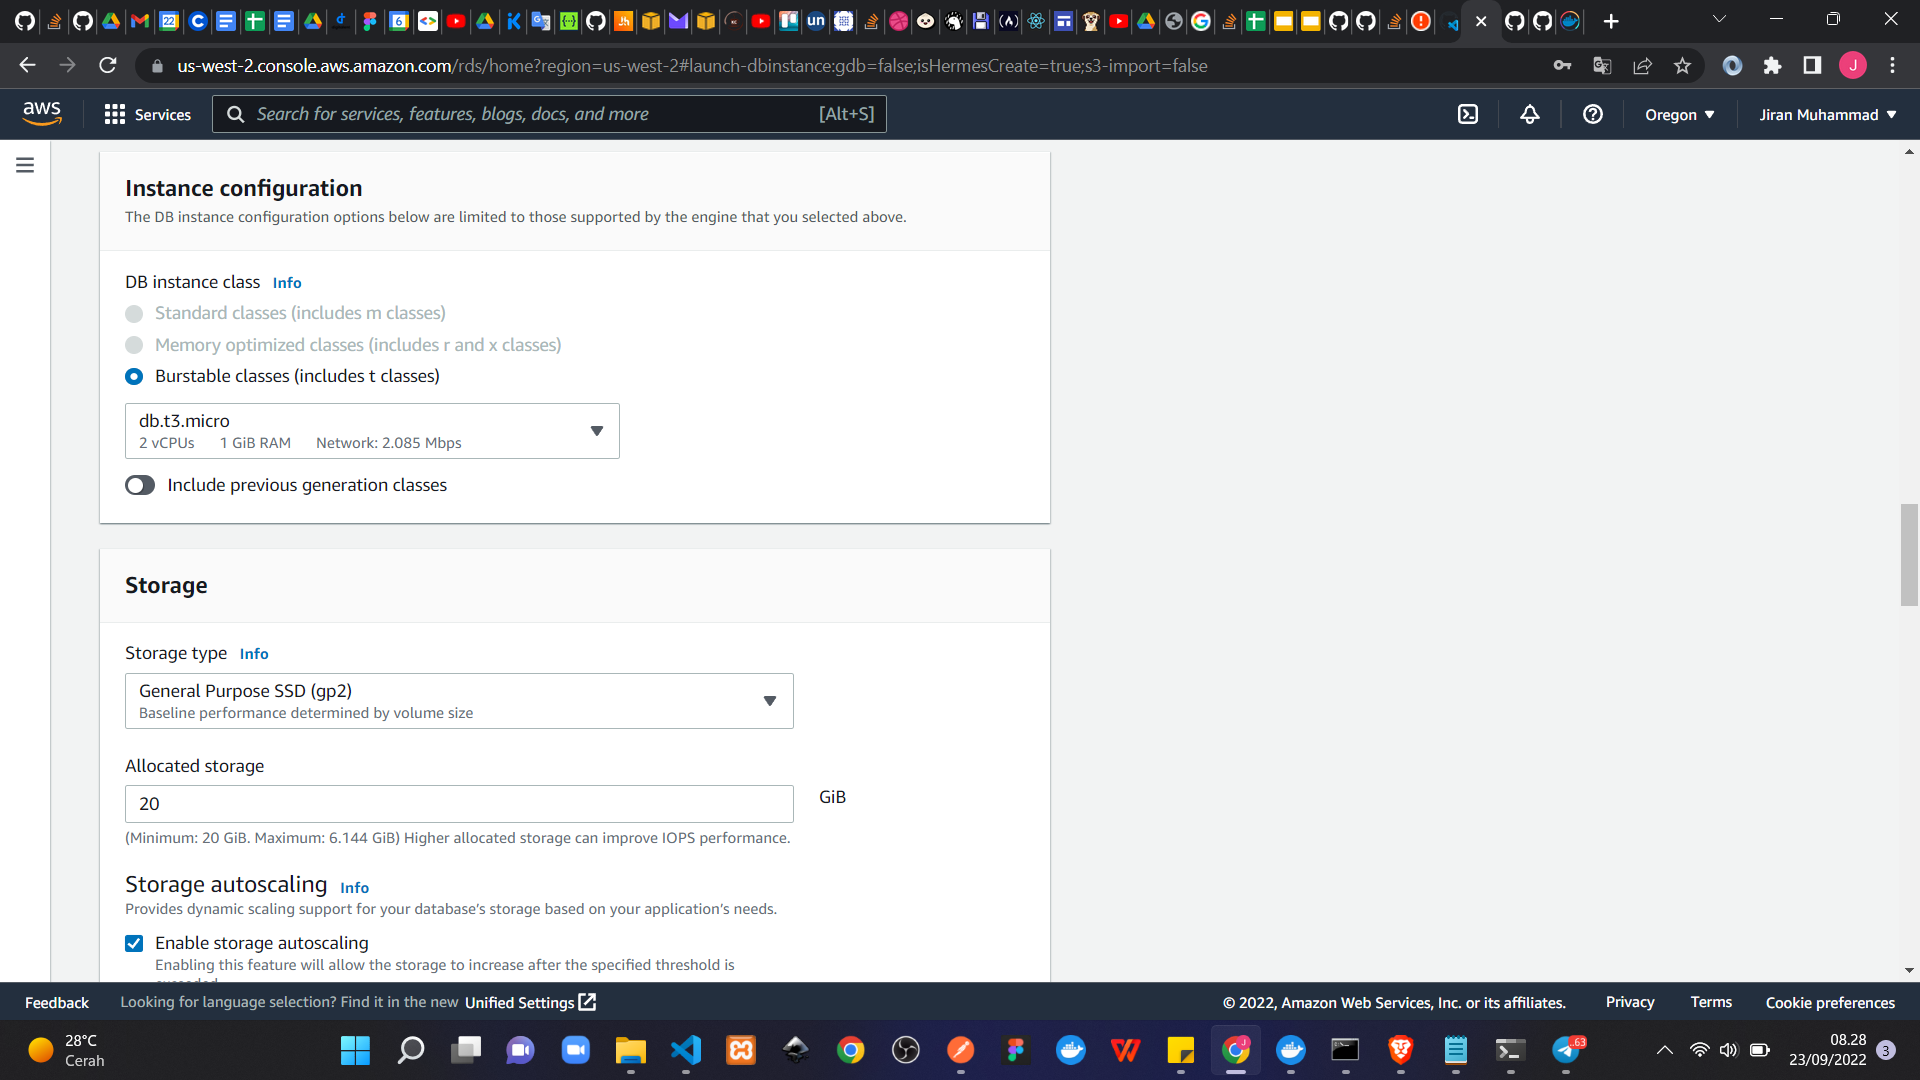 us-west-2.console.aws.amazon.com/rds/home?region=us-west-2#launch-dbinstance:gdb=false;isHermesCreate=true;s3-import=false
J
aws
Services
Search for services, features, blogs, docs, and more
[Alt+S]
Oregon
Jiran Muhammad
Instance configuration
The DB instance configuration options below are limited to those supported by the engine that you selected above.
DB instance class Info
Standard classes (includes m classes)
Memory optimized classes (includes r and x classes)
Burstable classes (includes t classes)
db.t3.micro
2 vCPUs 1 GiB RAM Network: 2.085 Mbps
Include previous generation classes
Storage
Storage type Info
General Purpose SSD (gp2)
Baseline performance determined by volume size
Allocated storage
20
GiB
(Minimum: 20 GiB. Maximum: 6.144 GiB) Higher allocated storage can improve IOPS performance.
Storage autoscaling Info
Provides dynamic scaling support for your database's storage based on your application's needs.
Enable storage autoscaling
Enabling this feature will allow the storage to increase after the specified threshold is
Feedback
Looking for language selection? Find it in the new Unified Settings
© 2022, Amazon Web Services, Inc. or its affiliates.
Privacy
Terms
Cookie preferences
28°C
Cerah
08.28
23/09/2022
3